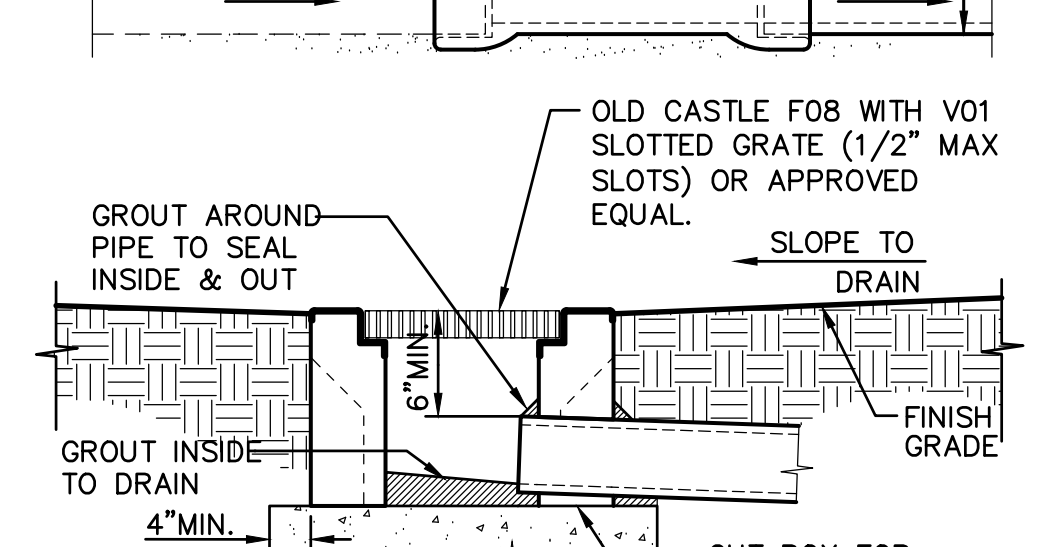 OLD CASTLE F08 WITH V01
SLOTTED GRATE (1/2" MAX
SLOTS) OR APPROVED
EQUAL.
GROUT AROUND
PIPE TO SEAL
INSIDE & OUT
SLOPE TO
DRAIN
6"MIN.
FINISH
GRADE
GROUT INSIDE
TO DRAIN
4"MIN.